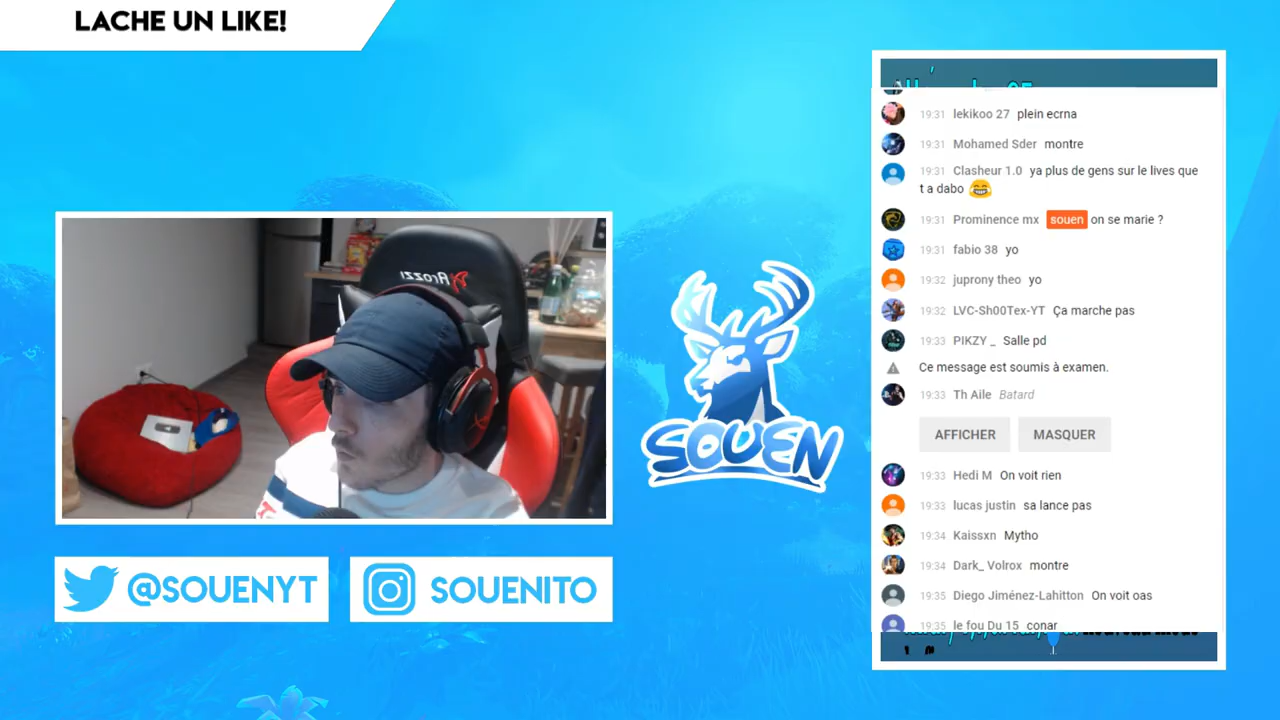 LACHE UN LIKE!
Arozzi
SOUEN
@SOUENYT
SOUENITO
19:31 lekikoo 27 plein ecrna
19:31 Mohamed Sder montre
19:31 Clasheur 1.0 ya plus de gens sur le lives que
t a dabo 😂
19:31 Prominence mx souen on se marie ?
19:31 fabio 38 yo
19:32 juprony theo yo
19:32 LVC-Sh00Tex-YT Ça marche pas
19:33 PIKZY _ Salle pd
Ce message est soumis à examen.
19:33 Th Aile Batard
AFFICHER MASQUER
19:33 Hedi M On voit rien
19:33 lucas justin sa lance pas
19:34 Kaissxn Mytho
19:34 Dark_ Volrox montre
19:35 Diego Jiménez-Lahitton On voit oas
19:35 le fou Du 15 conar